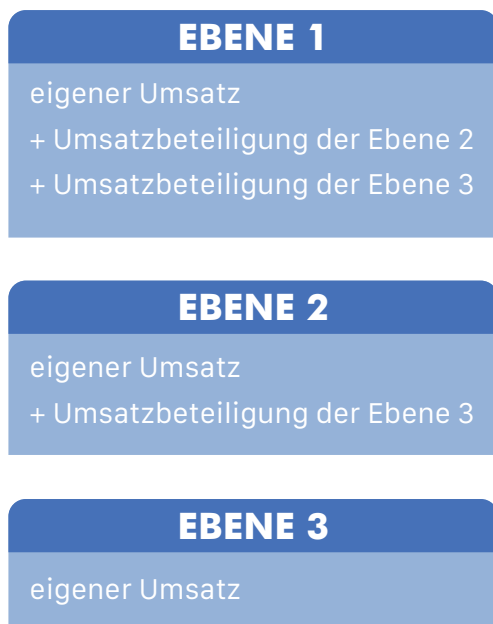 EBENE 1
eigener Umsatz
+ Umsatzbeteiligung der Ebene 2
+ Umsatzbeteiligung der Ebene 3
EBENE 2
eigener Umsatz
+ Umsatzbeteiligung der Ebene 3
EBENE 3
eigener Umsatz